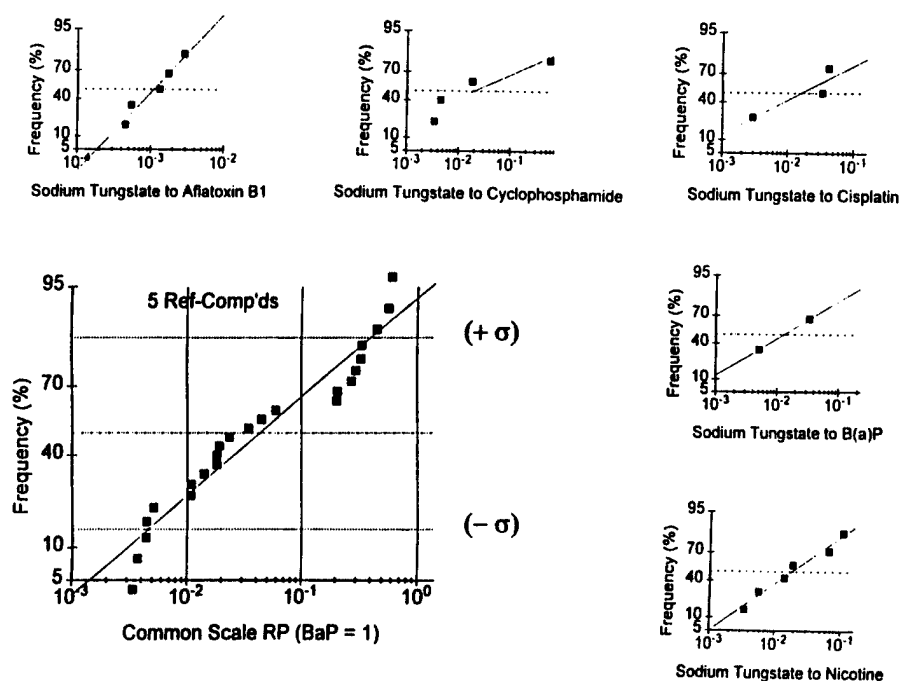 95
70
40
10
5
Frequency (%)
10⁻⁴ 10⁻³ 10⁻²
Sodium Tungstate to Aflatoxin B1
95
70
40
10
5
Frequency (%)
10⁻³ 10⁻² 10⁻¹
Sodium Tungstate to Cyclophosphamide
95
70
40
10
5
Frequency (%)
10⁻³ 10⁻² 10⁻¹
Sodium Tungstate to Cisplatin
95
70
40
10
5
Frequency (%)
5 Ref-Comp'ds
(+ σ)
(− σ)
10⁻³ 10⁻² 10⁻¹ 10⁰
Common Scale RP (BaP = 1)
95
70
40
10
5
Frequency (%)
10⁻³ 10⁻² 10⁻¹
Sodium Tungstate to B(a)P
95
70
40
10
5
Frequency (%)
10⁻³ 10⁻² 10⁻¹
Sodium Tungstate to Nicotine